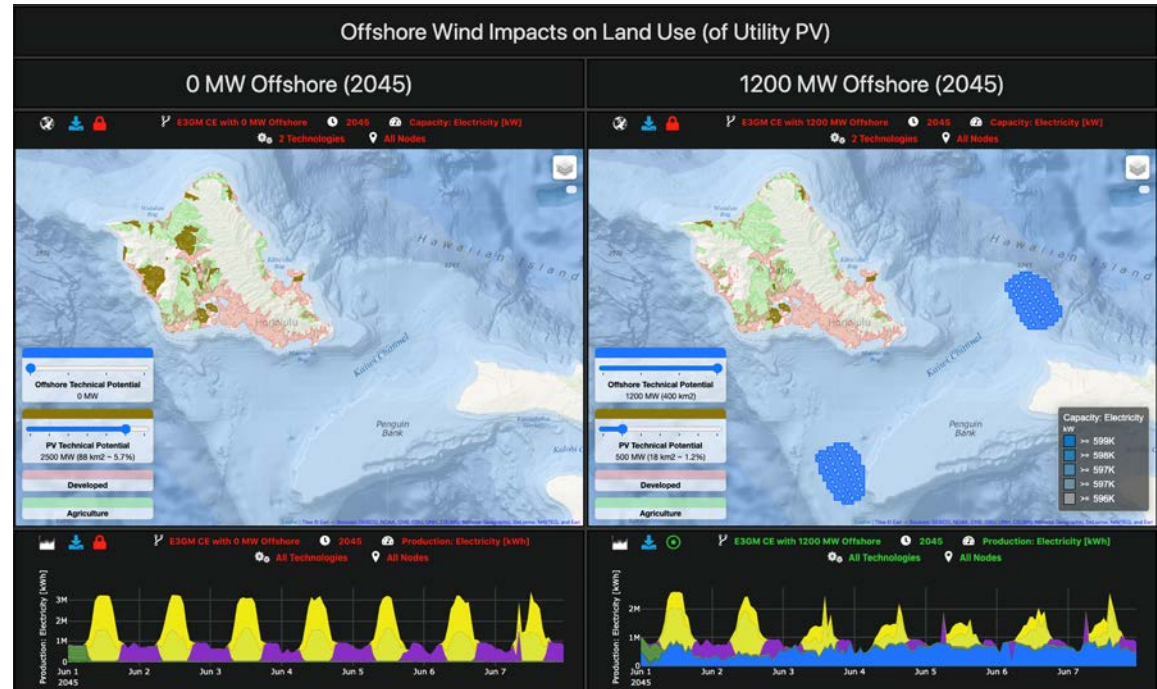 Offshore Wind Impacts on Land Use (of Utility PV)
0 MW Offshore (2045)
E3GM CE with 0 MW Offshore 2045 Capacity: Electricity [kW]
2 Technologies All Nodes
Hawaiian Island
Honolulu
Kaiwi Channel
Penguin
Bank
Offshore Technical Potential
0 MW
PV Technical Potential
2500 MW (88 km2 ~ 5.7%)
Developed
Agriculture
E3GM CE with 0 MW Offshore 2045 Production: Electricity [kWh]
All Technologies All Nodes
Production: Electricity [kWh]
3M
2M
1M
0
Jun 1 Jun 2 Jun 3 Jun 4 Jun 5 Jun 6 Jun 7
2045
1200 MW Offshore (2045)
E3GM CE with 1200 MW Offshore 2045 Capacity: Electricity [kW]
2 Technologies All Nodes
Hawaiian Island
Oahu
Honolulu
Kaiwi Channel
Penguin
Bank
Offshore Technical Potential
1200 MW (400 km2)
PV Technical Potential
500 MW (18 km2 ~ 1.2%)
Developed
Agriculture
Capacity: Electricity
kW
>= 599K
>= 598K
>= 597K
>= 597K
>= 596K
E3GM CE with 1200 MW Offshore 2045 Production: Electricity [kWh]
All Technologies All Nodes
Production: Electricity [kWh]
2M
1M
0
Jun 1 Jun 2 Jun 3 Jun 4 Jun 5 Jun 6 Jun 7
2045